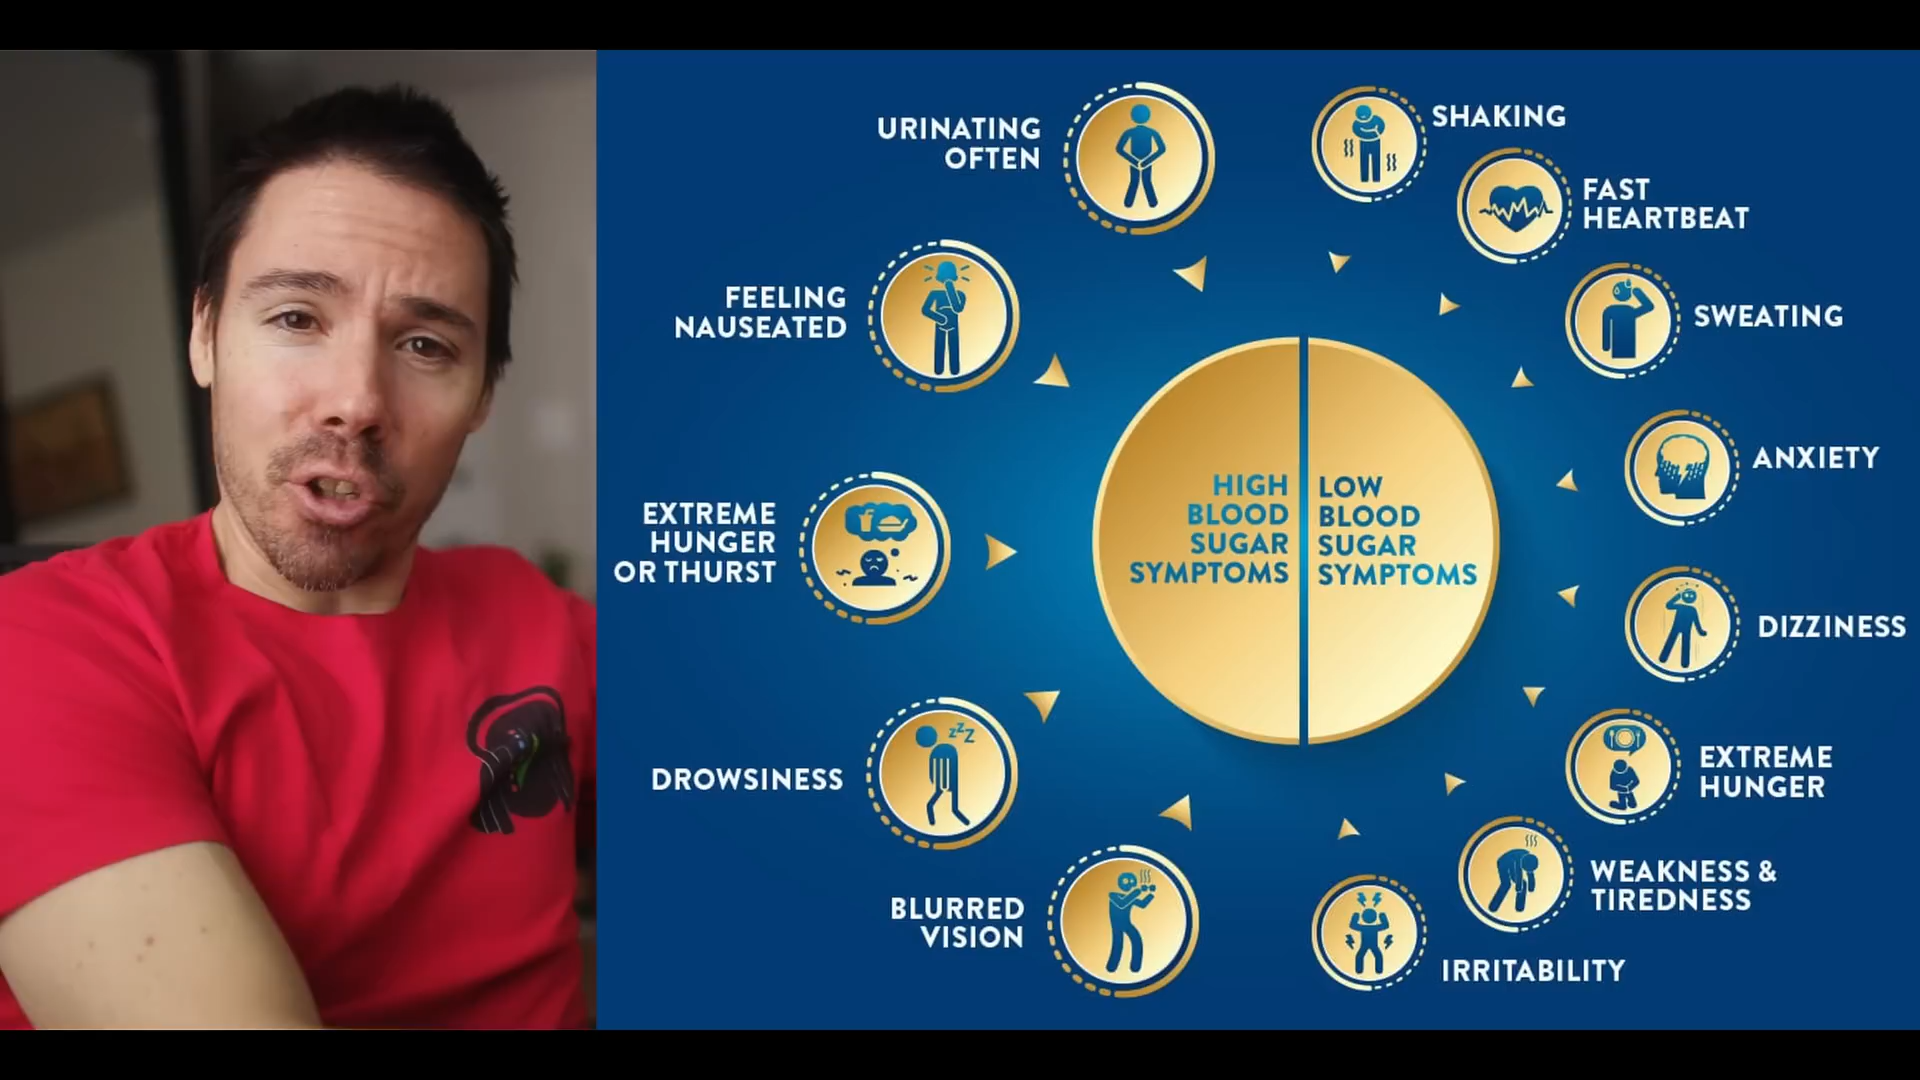 URINATING
OFTEN
FEELING
NAUSEATED
EXTREME
HUNGER
OR THURST
DROWSINESS
zzZ
BLURRED
VISION
HIGH
BLOOD
SUGAR
SYMPTOMS
LOW
BLOOD
SUGAR
SYMPTOMS
SHAKING
FAST
HEARTBEAT
SWEATING
ANXIETY
DIZZINESS
EXTREME
HUNGER
WEAKNESS &
TIREDNESS
IRRITABILITY